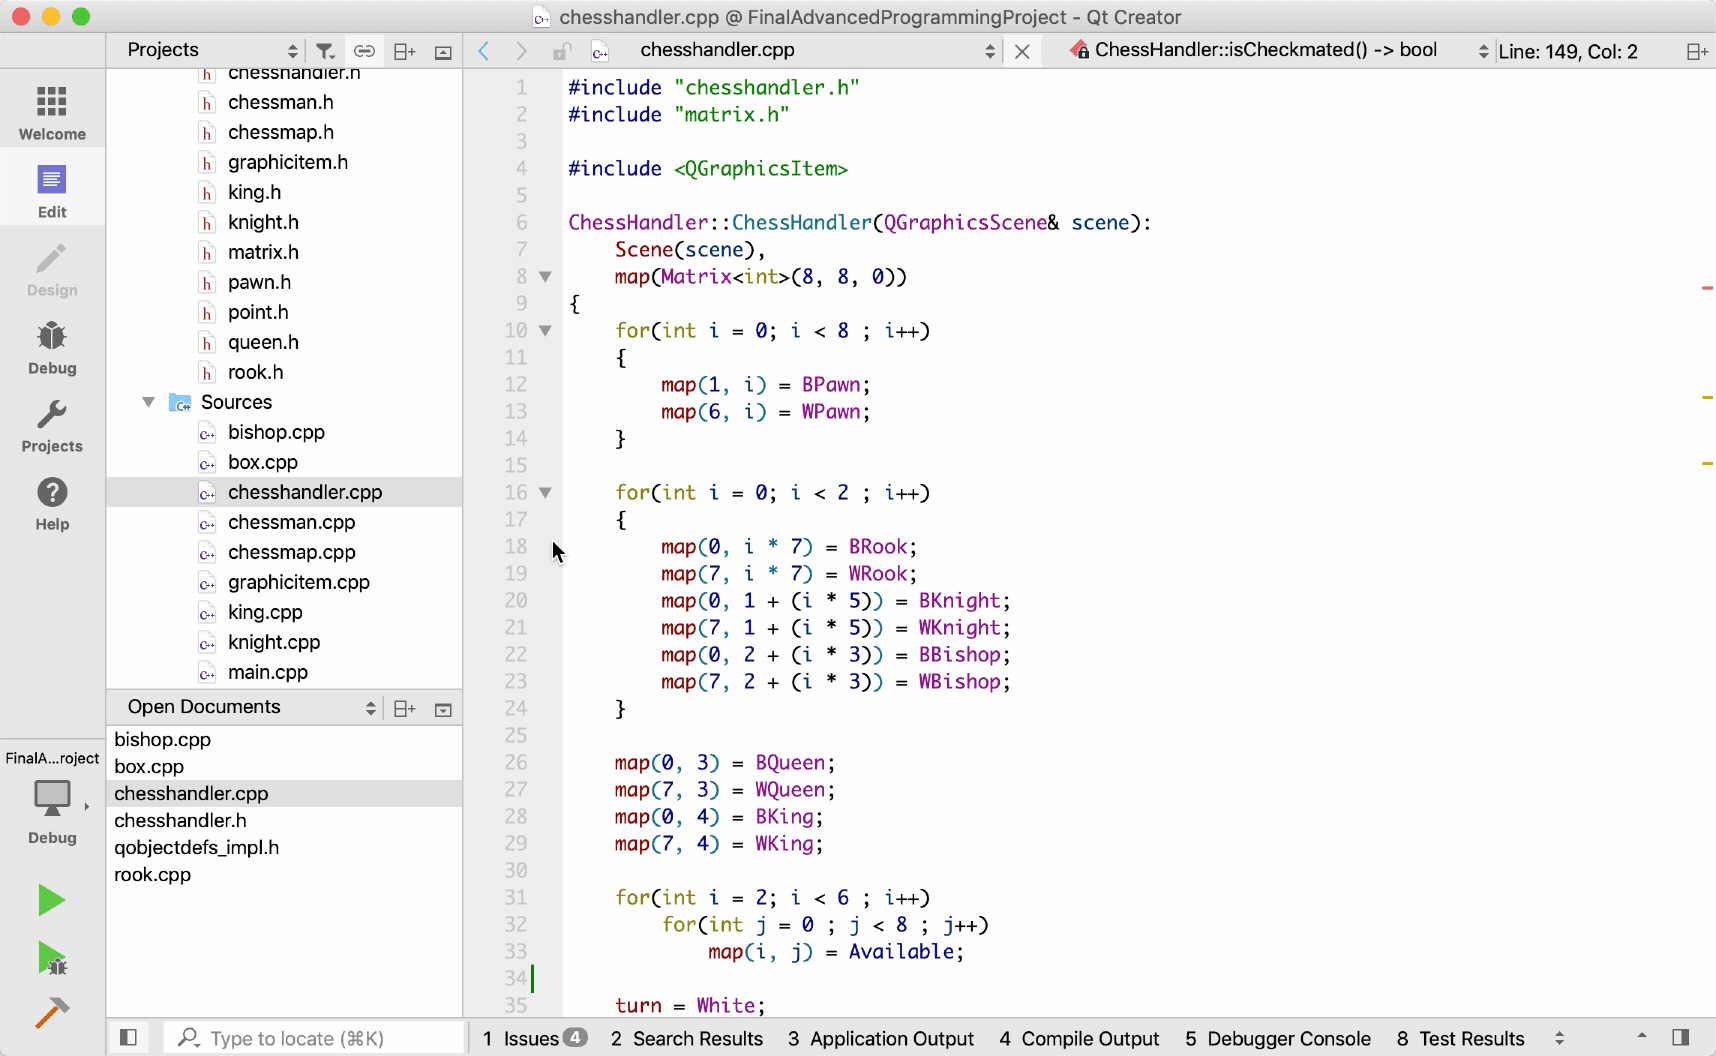 chesshandler.cpp @ FinalAdvancedProgrammingProject - Qt Creator
Projects
chesshandler.cpp
ChessHandler::isCheckmated() -> bool
Line: 149, Col: 2
Welcome
Edit
Design
Debug
Projects
Help
FinalA...roject
Debug
chesshandler.h
chessman.h
chessmap.h
graphicitem.h
king.h
knight.h
matrix.h
pawn.h
point.h
queen.h
rook.h
Sources
bishop.cpp
box.cpp
chesshandler.cpp
chessman.cpp
chessmap.cpp
graphicitem.cpp
king.cpp
knight.cpp
main.cpp
Open Documents
bishop.cpp
box.cpp
chesshandler.cpp
chesshandler.h
qobjectdefs_impl.h
rook.cpp
1 #include "chesshandler.h"
2 #include "matrix.h"
3
4 #include <QGraphicsItem>
5
6 ChessHandler::ChessHandler(QGraphicsScene& scene):
7     Scene(scene),
8     map(Matrix<int>(8, 8, 0))
9 {
10     for(int i = 0; i < 8 ; i++)
11     {
12         map(1, i) = BPawn;
13         map(6, i) = WPawn;
14     }
15
16     for(int i = 0; i < 2 ; i++)
17     {
18         map(0, i * 7) = BRook;
19         map(7, i * 7) = WRook;
20         map(0, 1 + (i * 5)) = BKnight;
21         map(7, 1 + (i * 5)) = WKnight;
22         map(0, 2 + (i * 3)) = BBishop;
23         map(7, 2 + (i * 3)) = WBishop;
24     }
25
26     map(0, 3) = BQueen;
27     map(7, 3) = WQueen;
28     map(0, 4) = BKing;
29     map(7, 4) = WKing;
30
31     for(int i = 2; i < 6 ; i++)
32         for(int j = 0 ; j < 8 ; j++)
33             map(i, j) = Available;
34
35     turn = White;
Type to locate (⌘K)
1 Issues 4
2 Search Results
3 Application Output
4 Compile Output
5 Debugger Console
8 Test Results